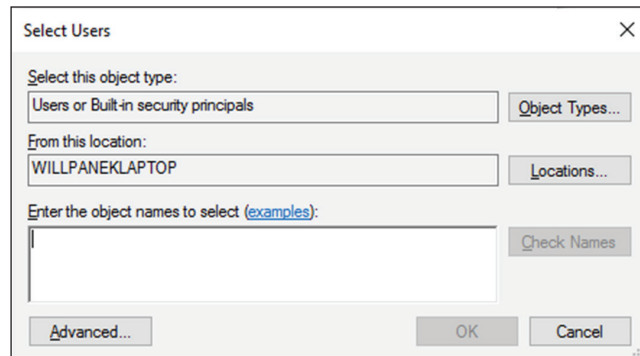 Select Users
Select this object type:
Users or Built-in security principals
Object Types...
From this location:
WILLPANEKLAPTOP
Locations...
Enter the object names to select (examples):
Check Names
Advanced...
OK
Cancel